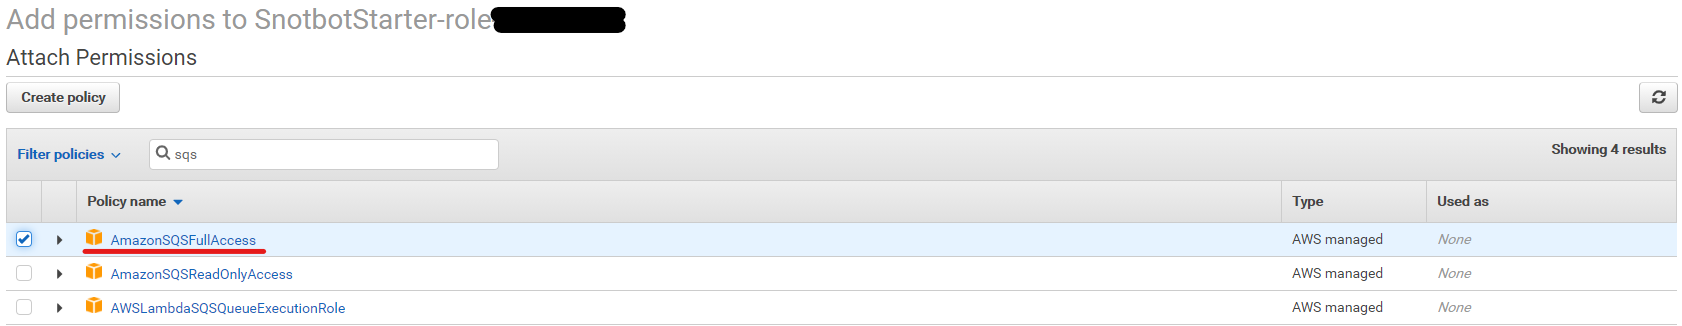 Add permissions to SnotbotStarter-role
Attach Permissions
Create policy
Filter policies sqs Showing 4 results
Policy name Type Used as
AmazonSQSFullAccess AWS managed None
AmazonSQSReadOnlyAccess AWS managed None
AWSLambdaSQSQueueExecutionRole AWS managed None